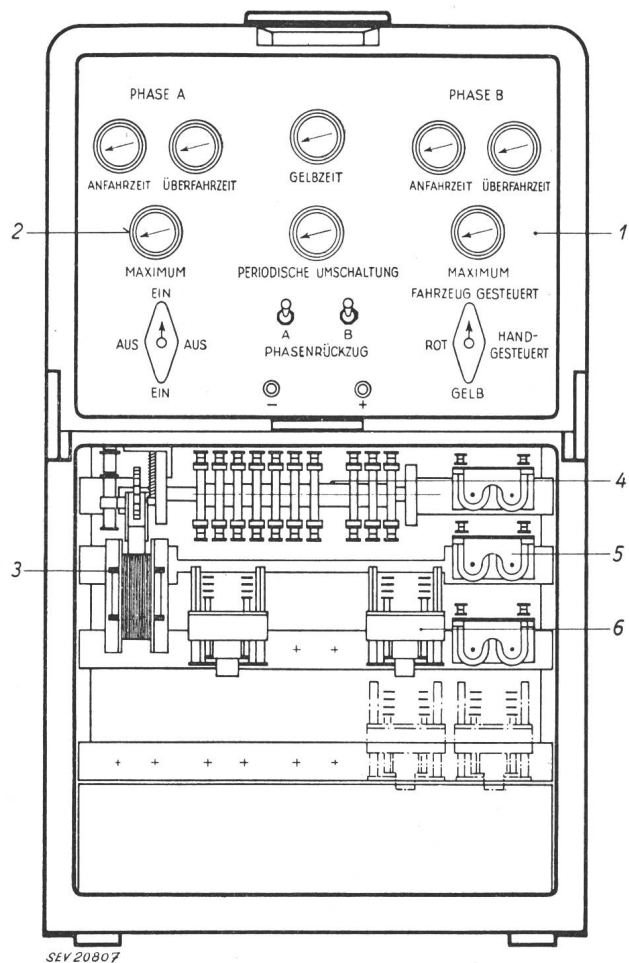 PHASE A
PHASE B
ANFAHRZEIT
ÜBERFAHRZEIT
GELBZEIT
ANFAHRZEIT
ÜBERFAHRZEIT
2
1
MAXIMUM
PERIODISCHE UMSCHALTUNG
MAXIMUM
EIN
FAHRZEUG GESTEUERT
AUS
AUS
A
B
ROT
HAND-
GESTEUERT
PHASENRÜCKZUG
EIN
GELB
−
+
4
5
3
6
SEV 20807